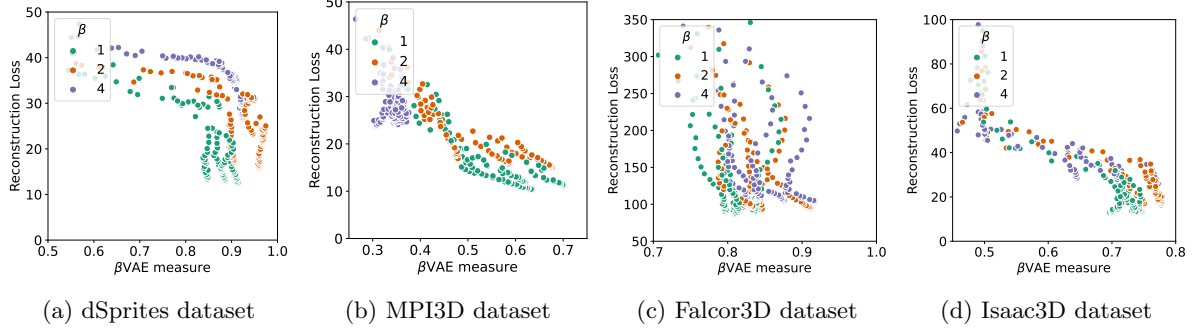 50
40
30
20
10
0
0.5 0.6 0.7 0.8 0.9 1.0
Reconstruction Loss
βVAE measure
β
1
2
4
(a) dSprites dataset
50
40
30
20
10
0
0.3 0.4 0.5 0.6 0.7
Reconstruction Loss
βVAE measure
β
1
2
4
(b) MPI3D dataset
350
300
250
200
150
100
50
0.7 0.8 0.9 1.0
Reconstruction Loss
βVAE measure
β
1
2
4
(c) Falcor3D dataset
100
80
60
40
20
0
0.5 0.6 0.7 0.8
Reconstruction Loss
βVAE measure
β
1
2
4
(d) Isaac3D dataset